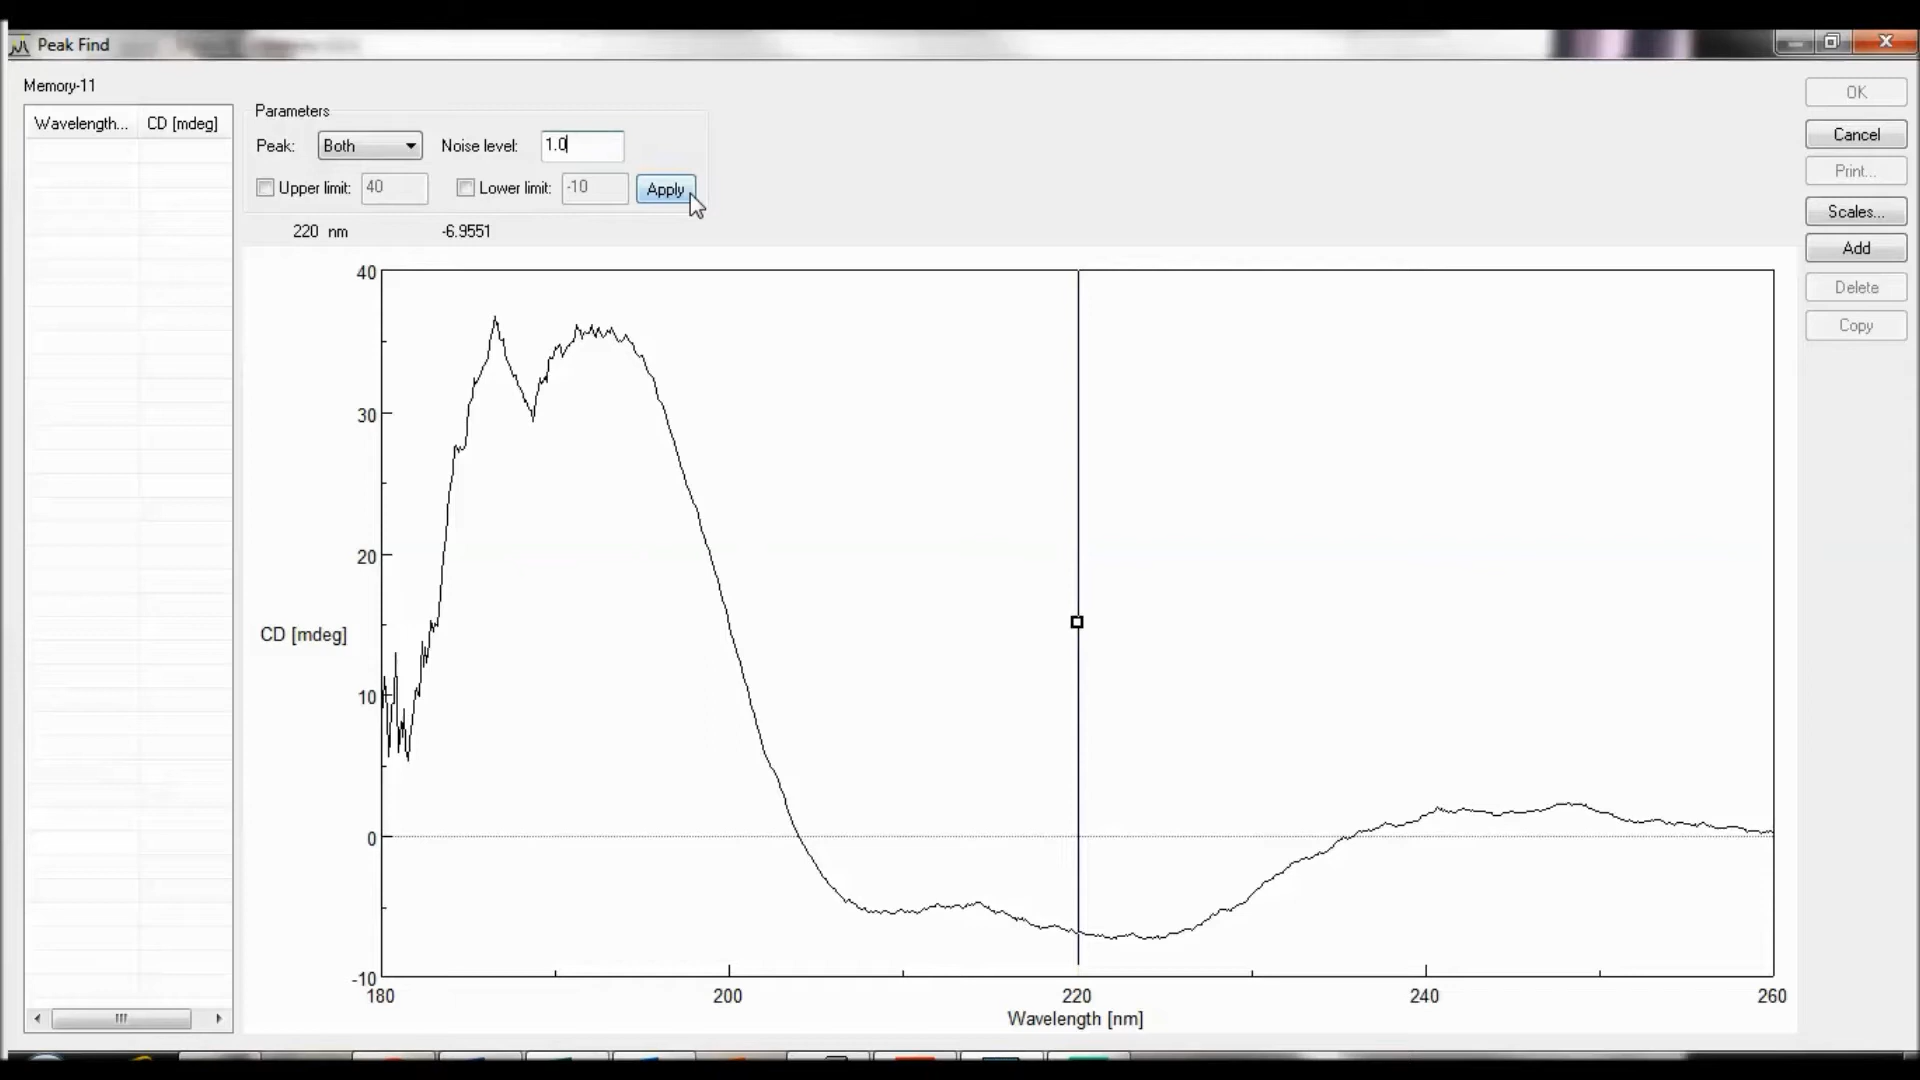 Peak Find
Memory-11
Wavelength... CD [mdeg]
Parameters
Peak: Both Noise level: 1.0
Upper limit: 40 Lower limit: -10 Apply
220 nm -6.9551
OK
Cancel
Print...
Scales...
Add
Delete
Copy
40
30
20
CD [mdeg]
10
0
-10
180 200 220 240 260
Wavelength [nm]